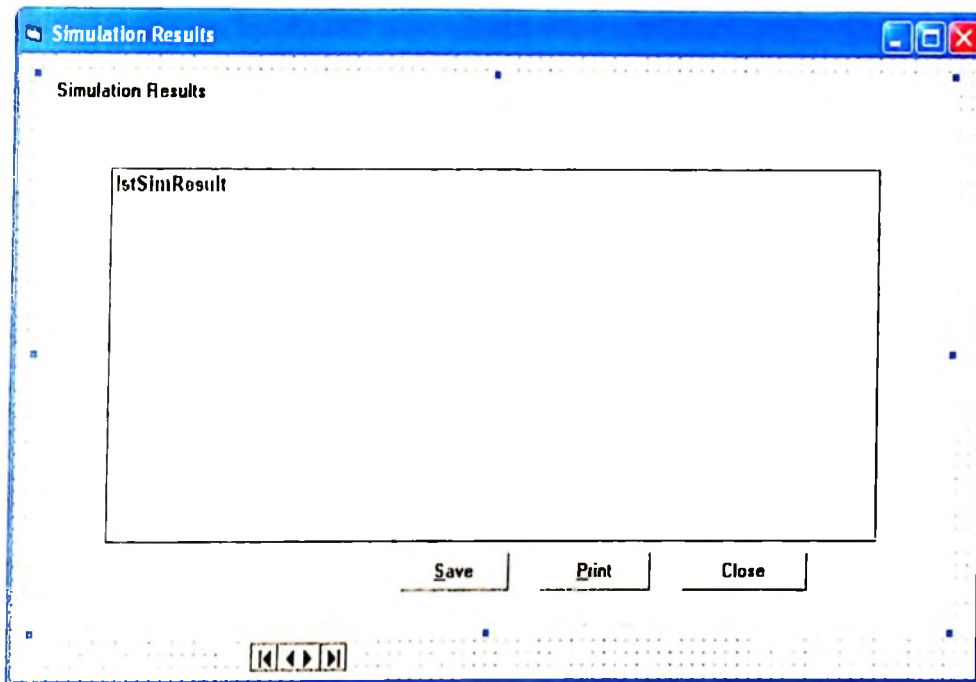 Simulation Results
Simulation Results
lstSimResult
Save
Print
Close